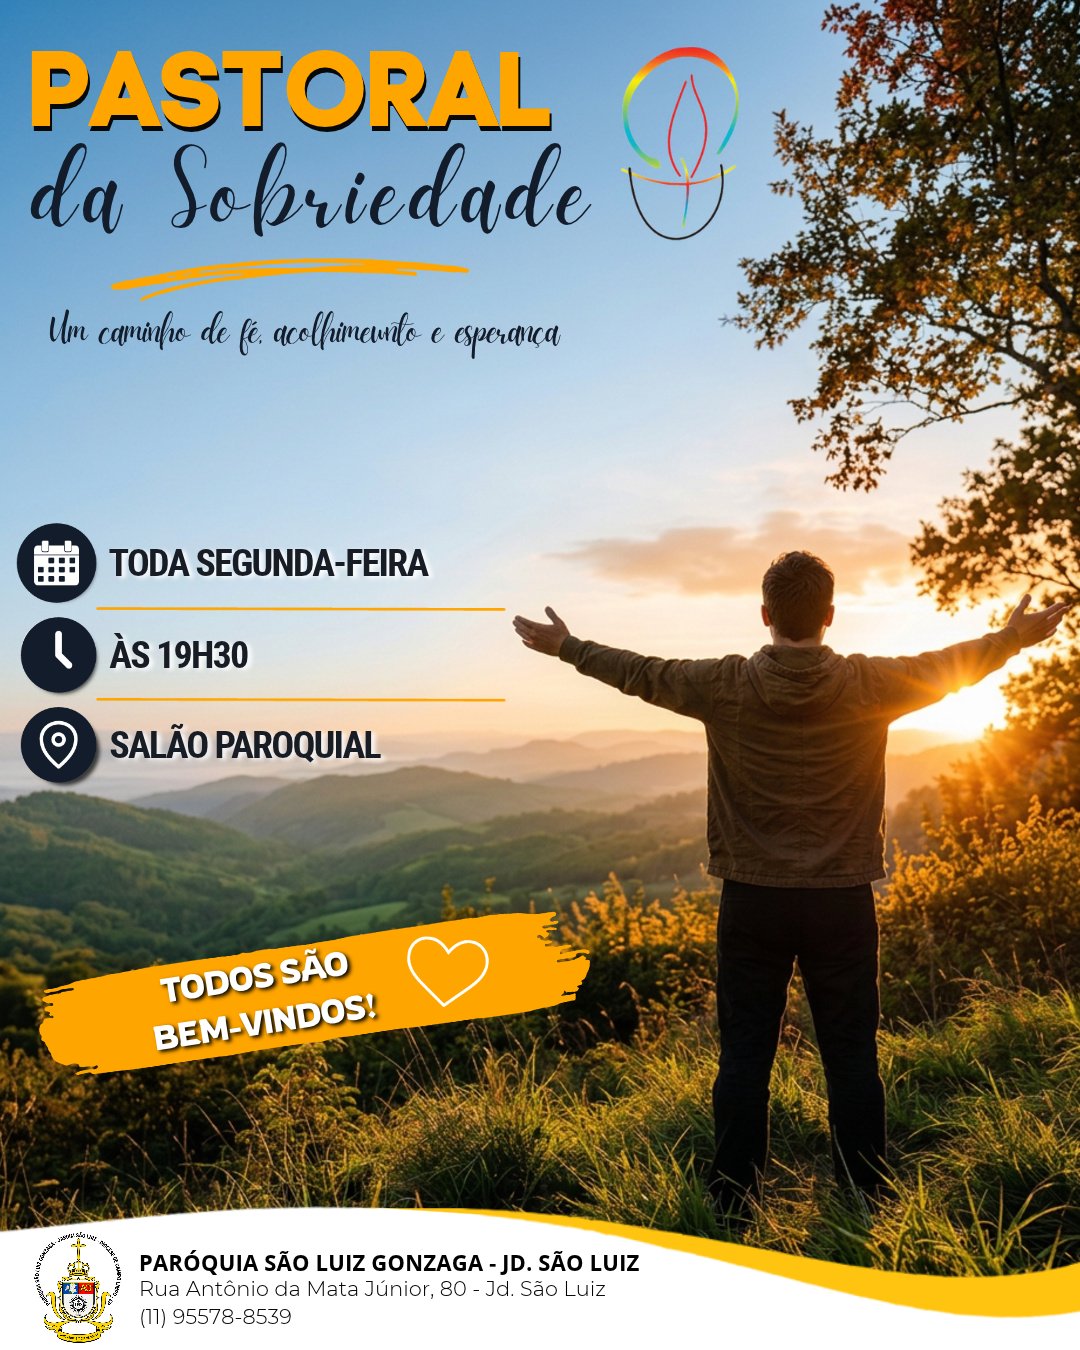 PASTORAL
da Sobriedade
Um caminho de fé, acolhimeunto e esperança
TODA SEGUNDA-FEIRA
ÀS 19H30
SALÃO PAROQUIAL
TODOS SÃO
BEM-VINDOS!
PARÓQUIA SÃO LUIZ GONZAGA - JD. SÃO LUIZ
Rua Antônio da Mata Júnior, 80 - Jd. São Luiz
(11) 95578-8539